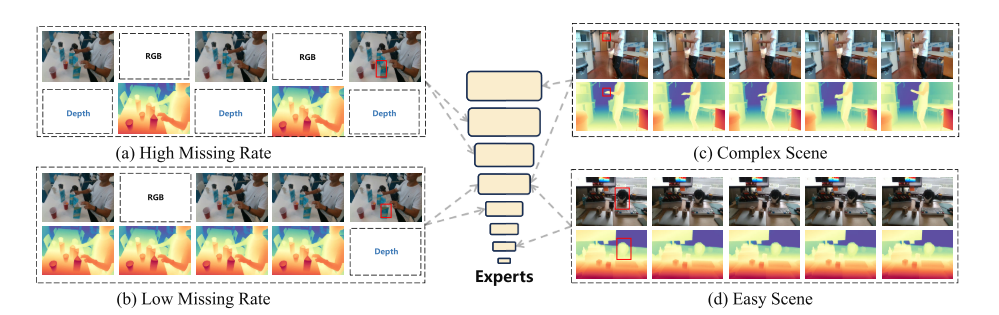 RGB
RGB
Depth
Depth
Depth
(a) High Missing Rate
RGB
Depth
(b) Low Missing Rate
Experts
(c) Complex Scene
(d) Easy Scene